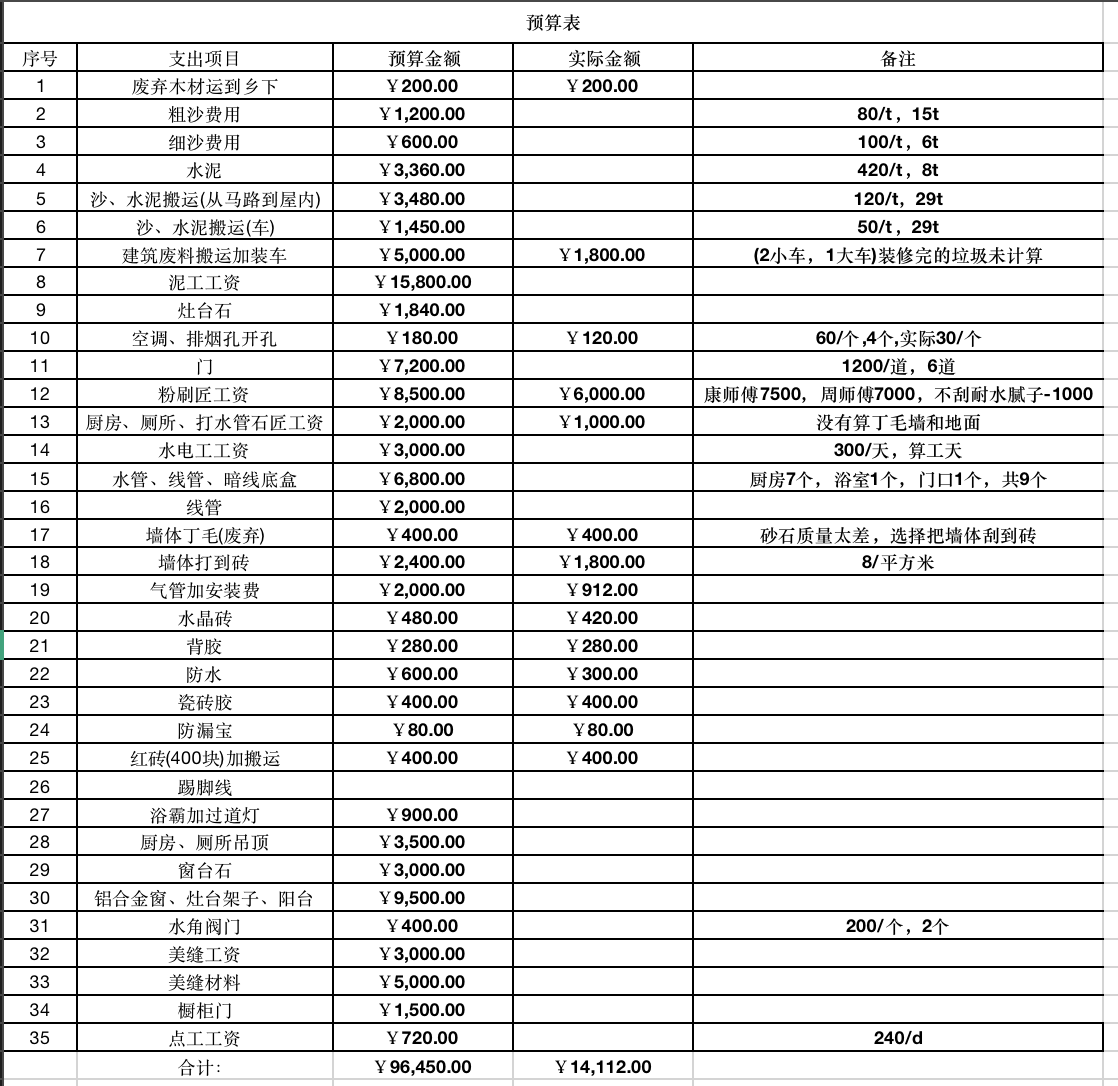 预算表
序号 支出项目 预算金额 实际金额 备注
1 废弃木材运到乡下 ￥200.00 ￥200.00
2 粗沙费用 ￥1,200.00 80/t，15t
3 细沙费用 ￥600.00 100/t，6t
4 水泥 ￥3,360.00 420/t，8t
5 沙、水泥搬运(从马路到屋内) ￥3,480.00 120/t，29t
6 沙、水泥搬运(车) ￥1,450.00 50/t，29t
7 建筑废料搬运加装车 ￥5,000.00 ￥1,800.00 (2小车，1大车)装修完的垃圾未计算
8 泥工工资 ￥15,800.00
9 灶台石 ￥1,840.00
10 空调、排烟孔开孔 ￥180.00 ￥120.00 60/个,4个,实际30/个
11 门 ￥7,200.00 1200/道，6道
12 粉刷匠工资 ￥8,500.00 ￥6,000.00 康师傅7500，周师傅7000，不刮耐水腻子-1000
13 厨房、厕所、打水管石匠工资 ￥2,000.00 ￥1,000.00 没有算丁毛墙和地面
14 水电工工资 ￥3,000.00 300/天，算工天
15 水管、线管、暗线底盒 ￥6,800.00 厨房7个，浴室1个，门口1个，共9个
16 线管 ￥2,000.00
17 墙体丁毛(废弃) ￥400.00 ￥400.00 砂石质量太差，选择把墙体刮到砖
18 墙体打到砖 ￥2,400.00 ￥1,800.00 8/平方米
19 气管加安装费 ￥2,000.00 ￥912.00
20 水晶砖 ￥480.00 ￥420.00
21 背胶 ￥280.00 ￥280.00
22 防水 ￥600.00 ￥300.00
23 瓷砖胶 ￥400.00 ￥400.00
24 防漏宝 ￥80.00 ￥80.00
25 红砖(400块)加搬运 ￥400.00 ￥400.00
26 踢脚线
27 浴霸加过道灯 ￥900.00
28 厨房、厕所吊顶 ￥3,500.00
29 窗台石 ￥3,000.00
30 铝合金窗、灶台架子、阳台 ￥9,500.00
31 水角阀门 ￥400.00 200/个，2个
32 美缝工资 ￥3,000.00
33 美缝材料 ￥5,000.00
34 橱柜门 ￥1,500.00
35 点工工资 ￥720.00 240/d
合计： ￥96,450.00 ￥14,112.00